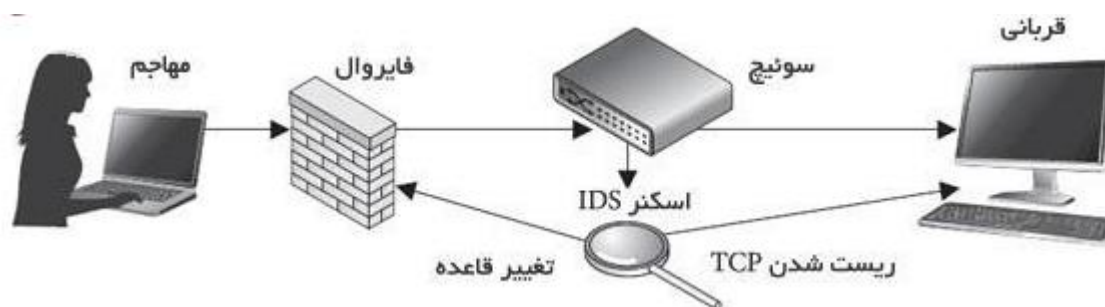 قربانی
سوئیچ
فایروال
مهاجم
اسکنر IDS
ریست شدن TCP
تغییر قاعده